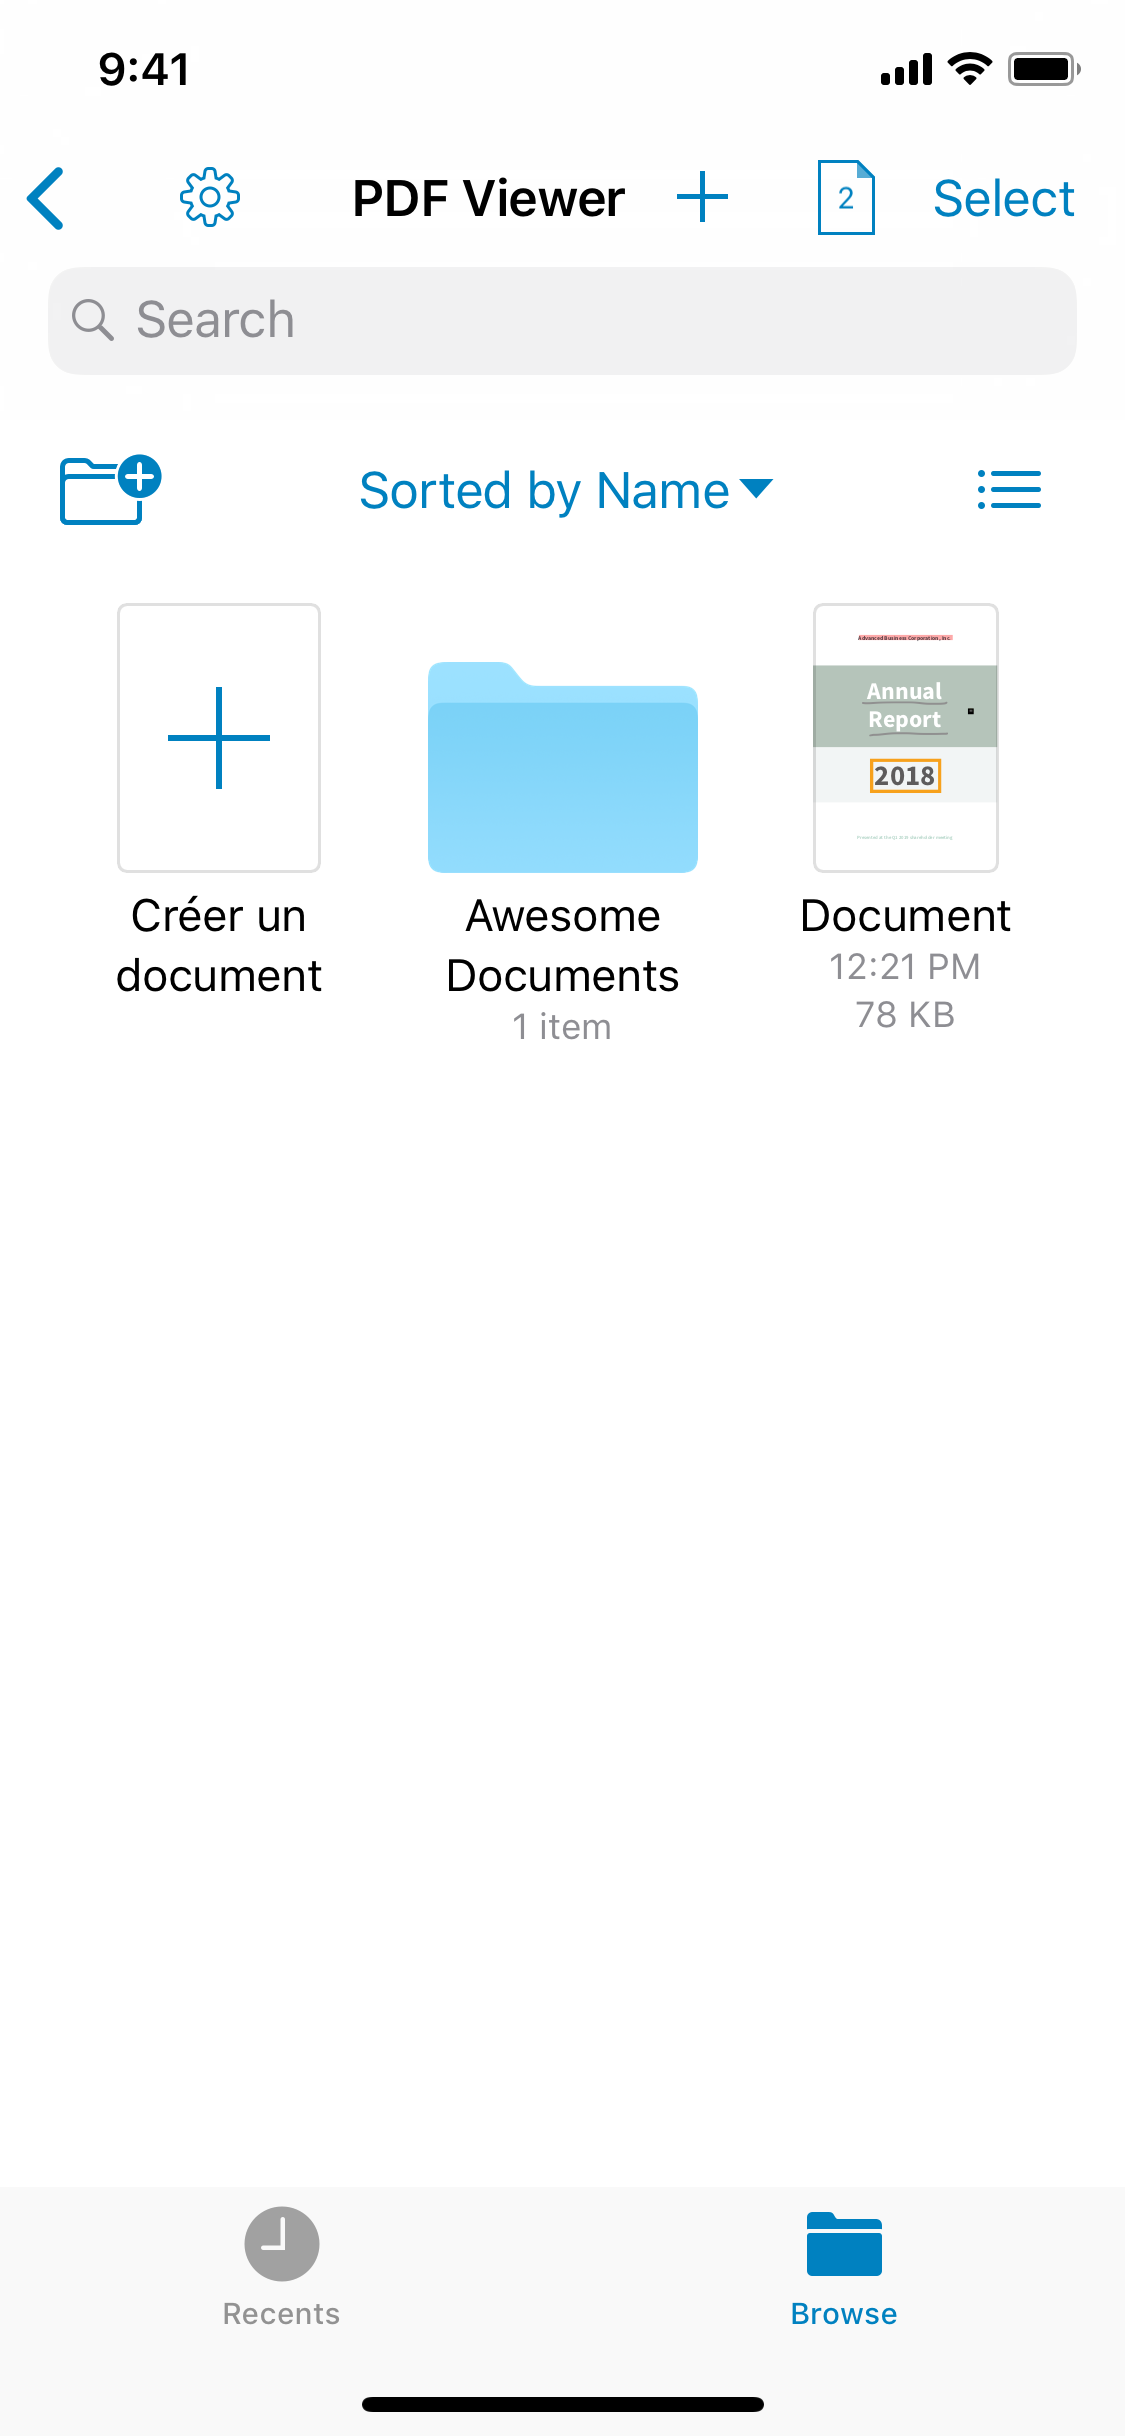 9:41
PDF Viewer
2
Select
Search
Sorted by Name
Advanced Business Corporation, Inc.
Annual
Report
2018
Créer un
document
Awesome
Documents
1 item
Document
12:21 PM
78 KB
Recents
Browse